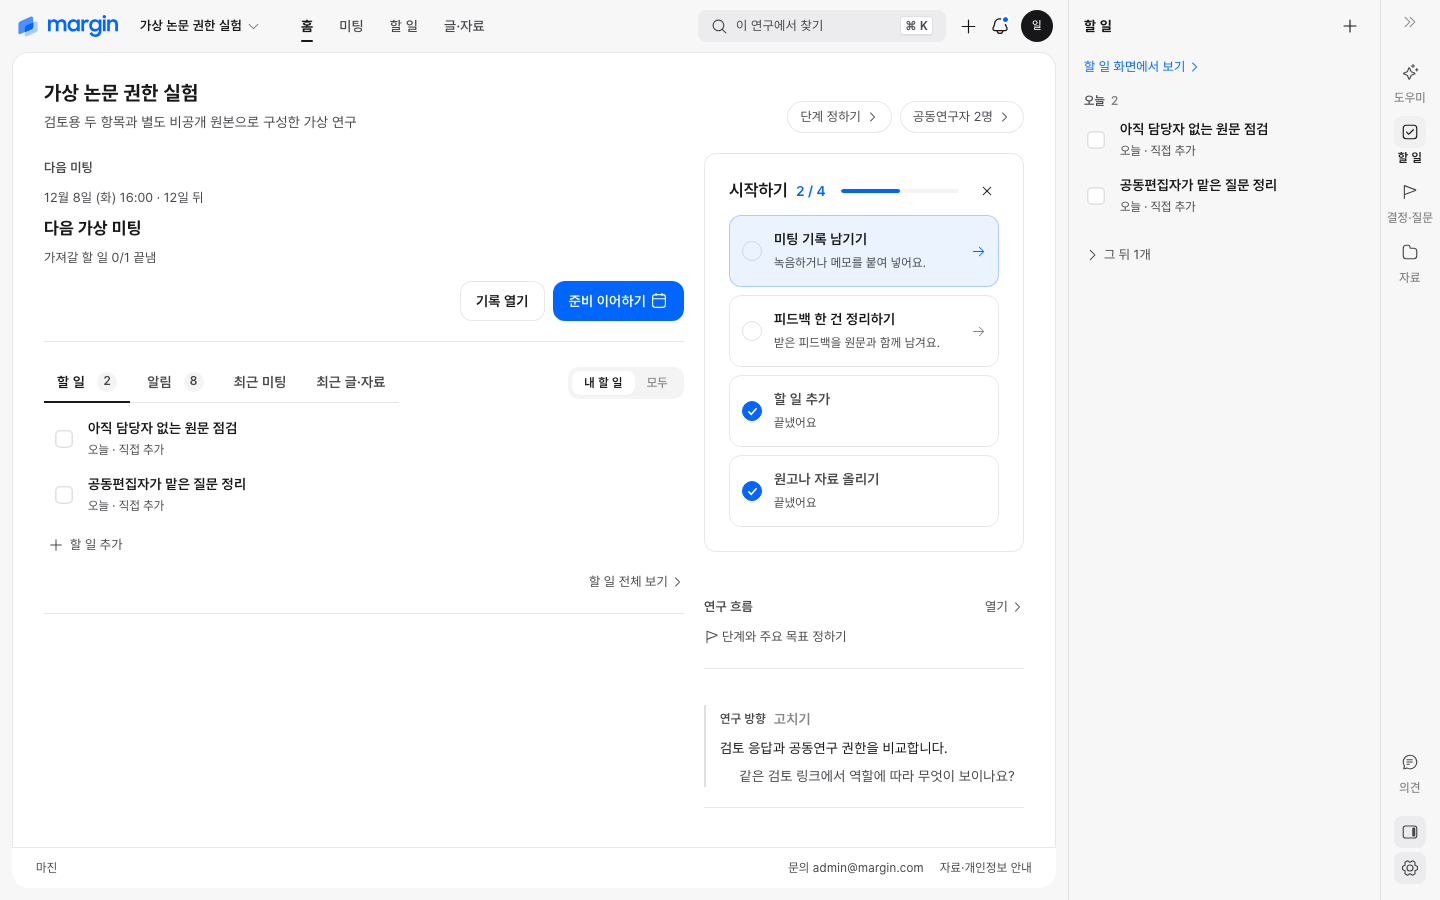 margin
가상 논문 권한 실험
홈
미팅
할 일
글·자료
이 연구에서 찾기
⌘ K
일
가상 논문 권한 실험
검토용 두 항목과 별도 비공개 원본으로 구성한 가상 연구
단계 정하기
공동연구자 2명
다음 미팅
12월 8일 (화) 16:00 · 12일 뒤
다음 가상 미팅
가져갈 할 일 0/1 끝냄
기록 열기
준비 이어하기
할 일 2
알림 8
최근 미팅
최근 글·자료
내 할 일
모두
아직 담당자 없는 원문 점검
오늘 · 직접 추가
공동편집자가 맡은 질문 정리
오늘 · 직접 추가
할 일 추가
할 일 전체 보기
시작하기 2 / 4
미팅 기록 남기기
녹음하거나 메모를 붙여 넣어요.
피드백 한 건 정리하기
받은 피드백을 원문과 함께 남겨요.
할 일 추가
끝냈어요
원고나 자료 올리기
끝냈어요
연구 흐름
열기
단계와 주요 목표 정하기
연구 방향 고치기
검토 응답과 공동연구 권한을 비교합니다.
같은 검토 링크에서 역할에 따라 무엇이 보이나요?
마진
문의 admin@margin.com
자료·개인정보 안내
할 일
할 일 화면에서 보기
오늘 2
아직 담당자 없는 원문 점검
오늘 · 직접 추가
공동편집자가 맡은 질문 정리
오늘 · 직접 추가
그 뒤 1개
도우미
할 일
결정·질문
자료
의견